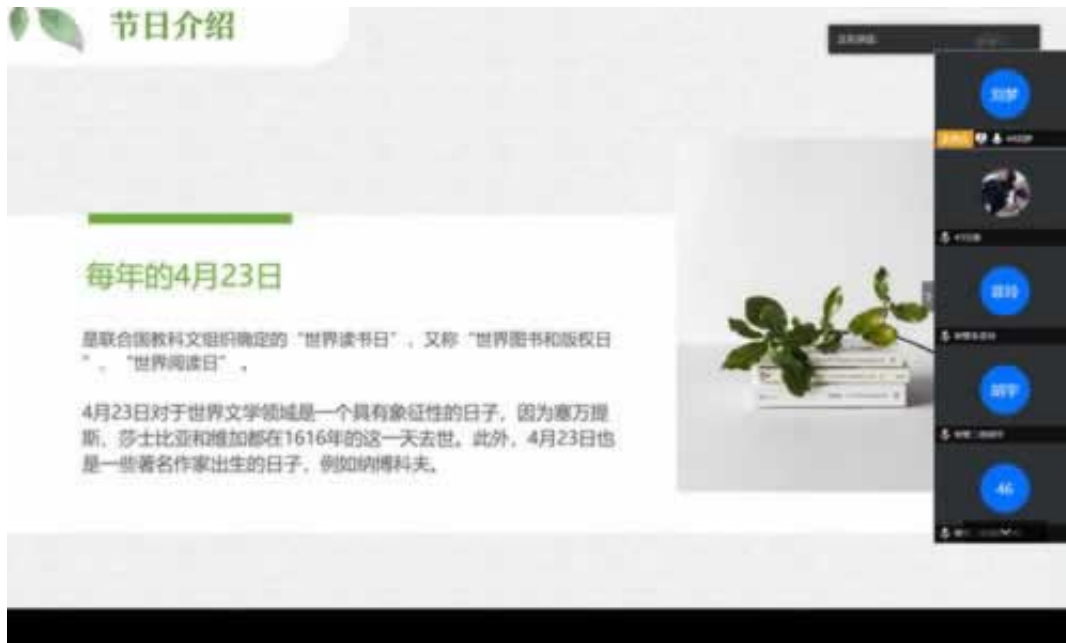 节日介绍
每年的4月23日
是联合国教科文组织确定的“世界读书日”，又称“世界图书和版权日
”、“世界阅读日”。
4月23日对于世界文学领域是一个具有象征性的日子，因为塞万提
斯、莎士比亚和维加都在1616年的这一天去世。此外，4月23日也
是一些著名作家出生的日子，例如纳博科夫。
刘梦
胡宇
46